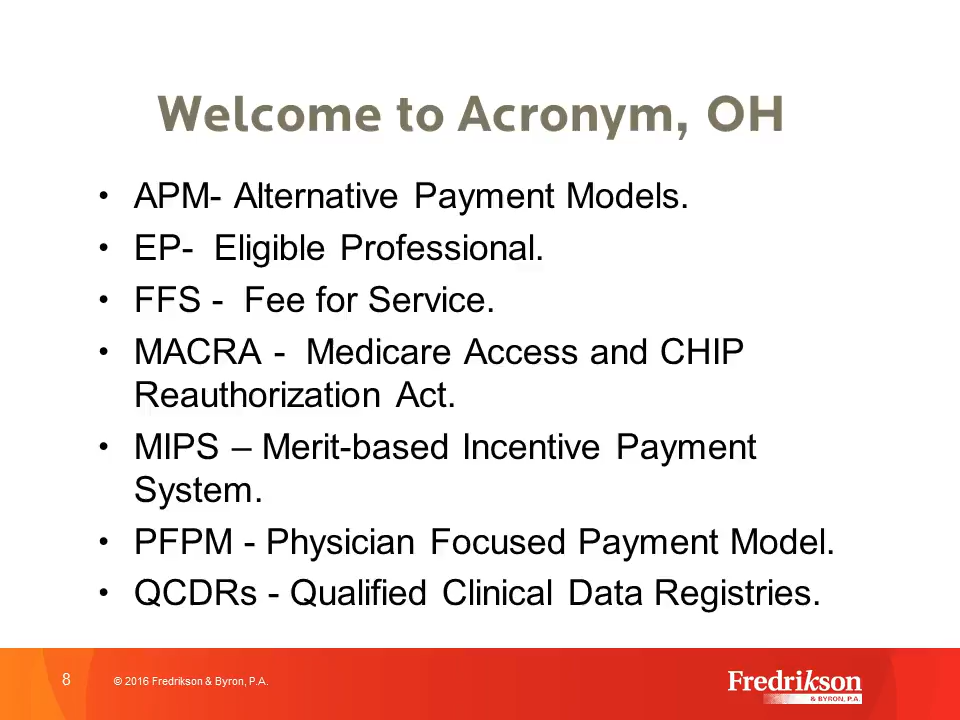 Welcome to Acronym, OH
• APM- Alternative Payment Models.
• EP-  Eligible Professional.
• FFS -  Fee for Service.
• MACRA -  Medicare Access and CHIP
Reauthorization Act.
• MIPS – Merit-based Incentive Payment
System.
• PFPM - Physician Focused Payment Model.
• QCDRs - Qualified Clinical Data Registries.
8
© 2016 Fredrikson & Byron, P.A.
Fredrikson
& BYRON, P.A.